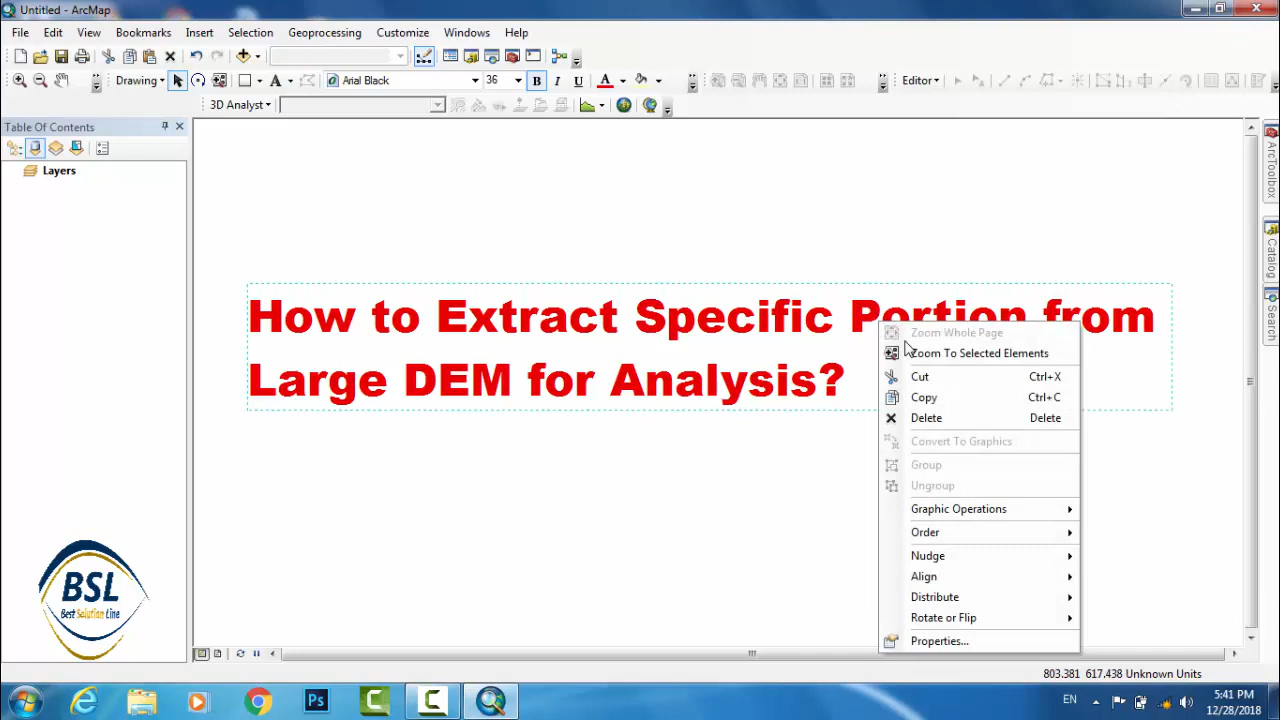 Untitled - ArcMap
File Edit View Bookmarks Insert Selection Geoprocessing Customize Windows Help
Drawing A Arial Black 36 B I U A Editor
3D Analyst
Table Of Contents
Layers
How to Extract Specific Portion from
Large DEM for Analysis?
Zoom Whole Page
Zoom To Selected Elements
Cut Ctrl+X
Copy Ctrl+C
Delete Delete
Convert To Graphics
Group
Ungroup
Graphic Operations
Order
Nudge
Align
Distribute
Rotate or Flip
Properties...
ArcToolbox
Catalog
Search
BSL
Best Solution Line
803.381 617.438 Unknown Units
Ps
EN
5:41 PM
12/28/2018